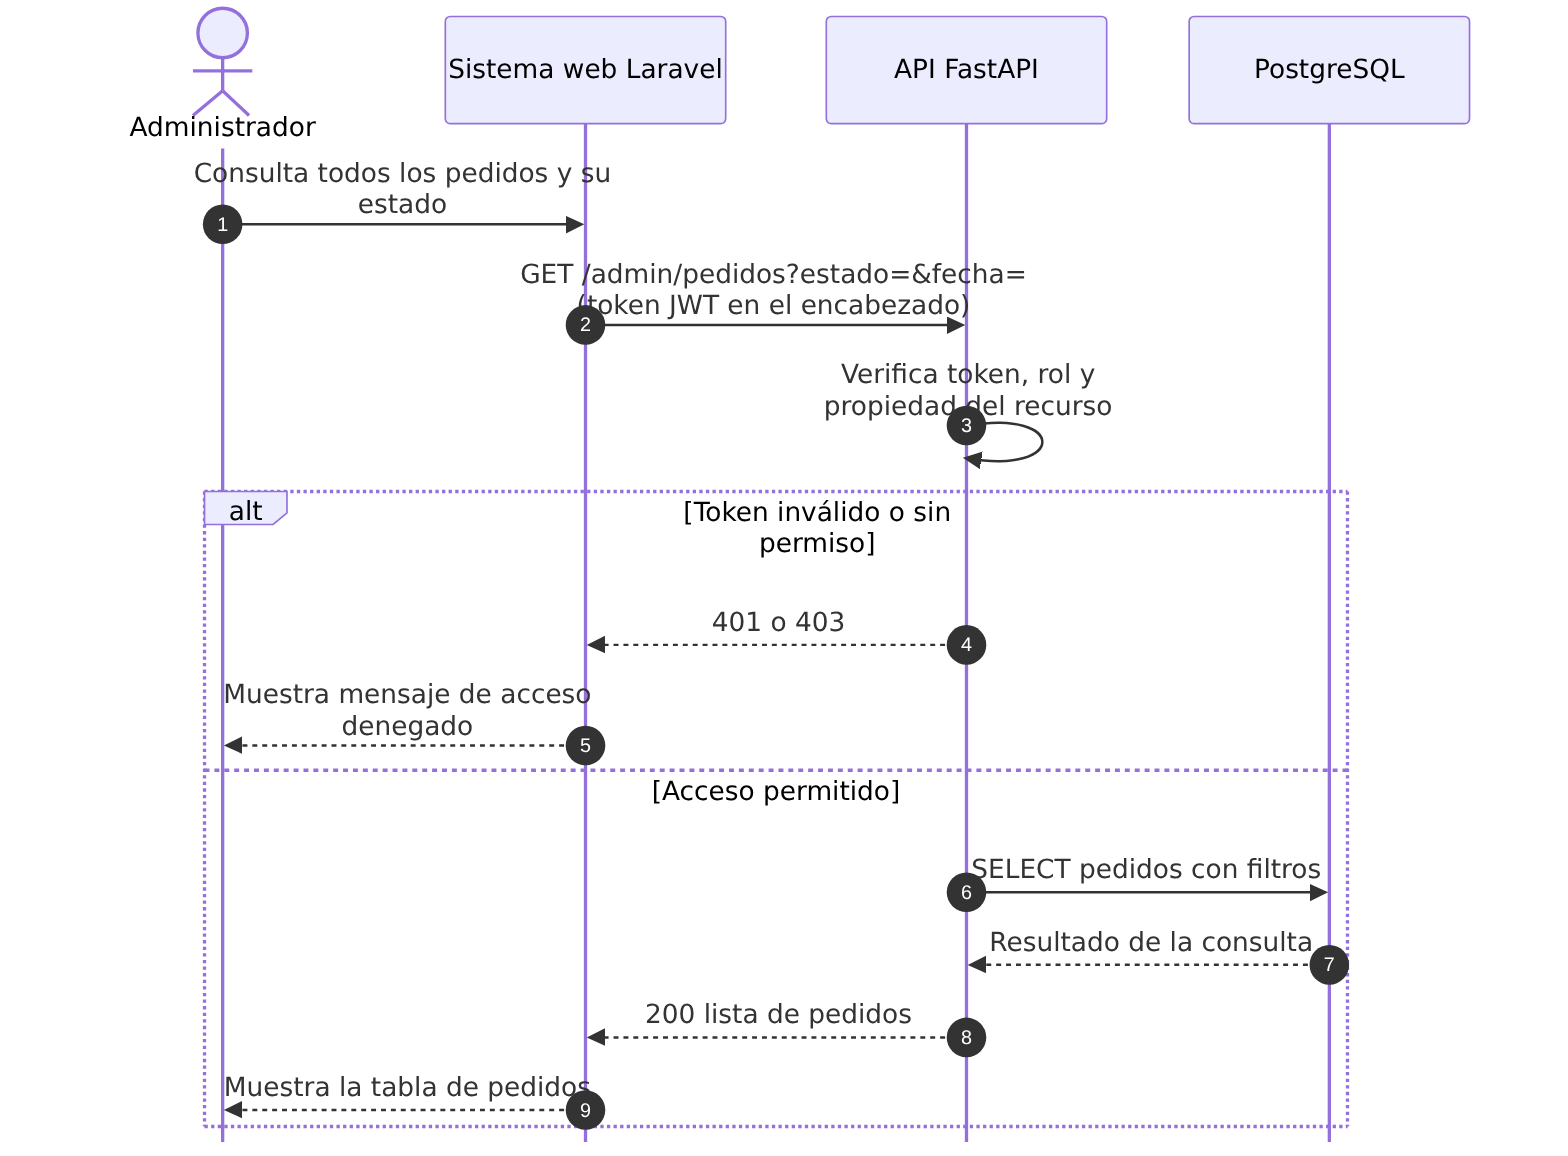 Administrador
Sistema web Laravel
API FastAPI
PostgreSQL
Consulta todos los pedidos y su
estado
1
GET /admin/pedidos?estado=&fecha=
(token JWT en el encabezado)
2
Verifica token, rol y
propiedad del recurso
3
alt
[Token inválido o sin
permiso]
401 o 403
4
Muestra mensaje de acceso
denegado
5
[Acceso permitido]
SELECT pedidos con filtros
6
Resultado de la consulta
7
200 lista de pedidos
8
Muestra la tabla de pedidos
9